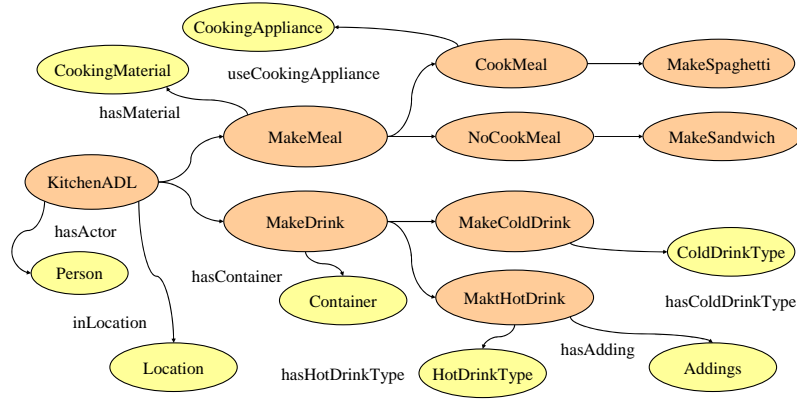 CookingAppliance
CookingMaterial
useCookingAppliance
CookMeal
MakeSpaghetti
hasMaterial
MakeMeal
NoCookMeal
MakeSandwich
KitchenADL
MakeDrink
MakeColdDrink
hasActor
ColdDrinkType
Person
hasContainer
Container
MaktHotDrink
hasColdDrinkType
inLocation
hasAdding
Location
hasHotDrinkType
HotDrinkType
Addings